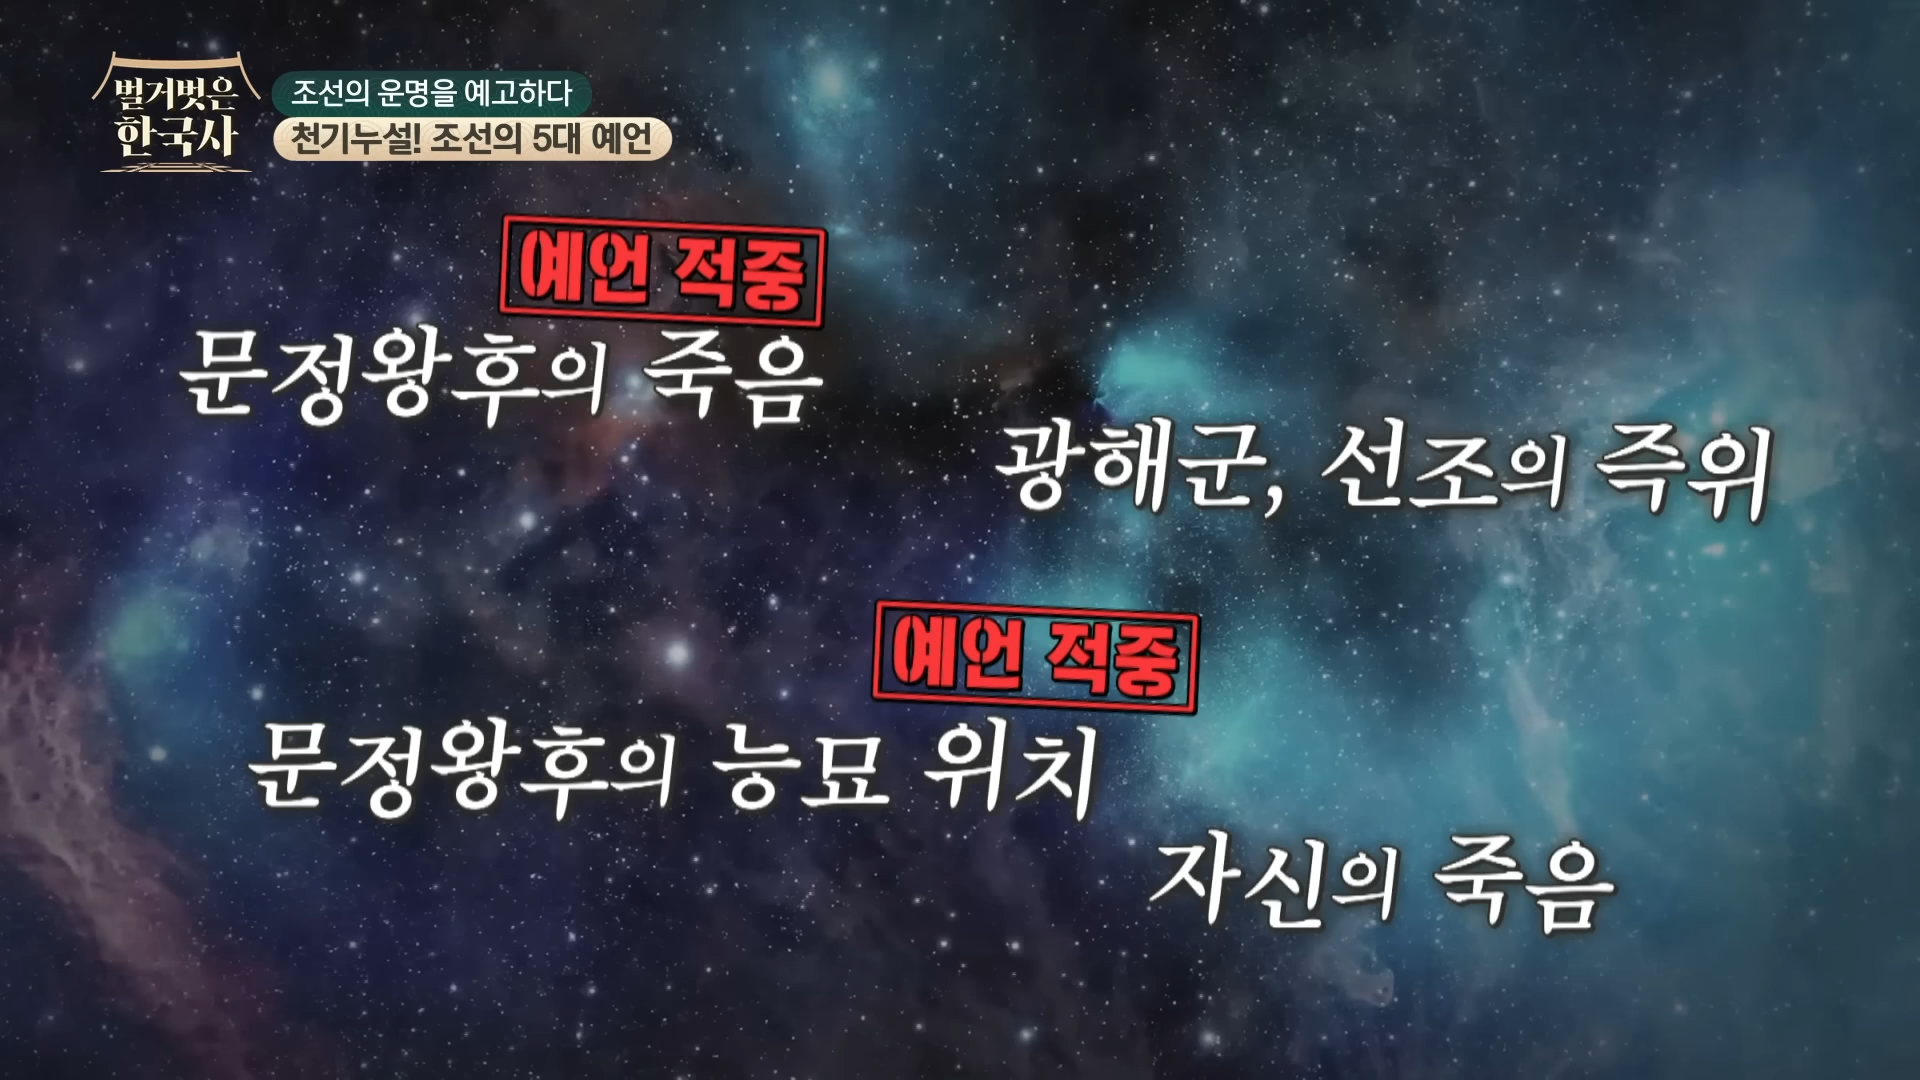 벌거벗은
한국사
조선의 운명을 예고하다
천기누설! 조선의 5대 예언
예언 적중
문정왕후의 죽음
광해군, 선조의 즉위
예언 적중
문정왕후의 능묘 위치
자신의 죽음